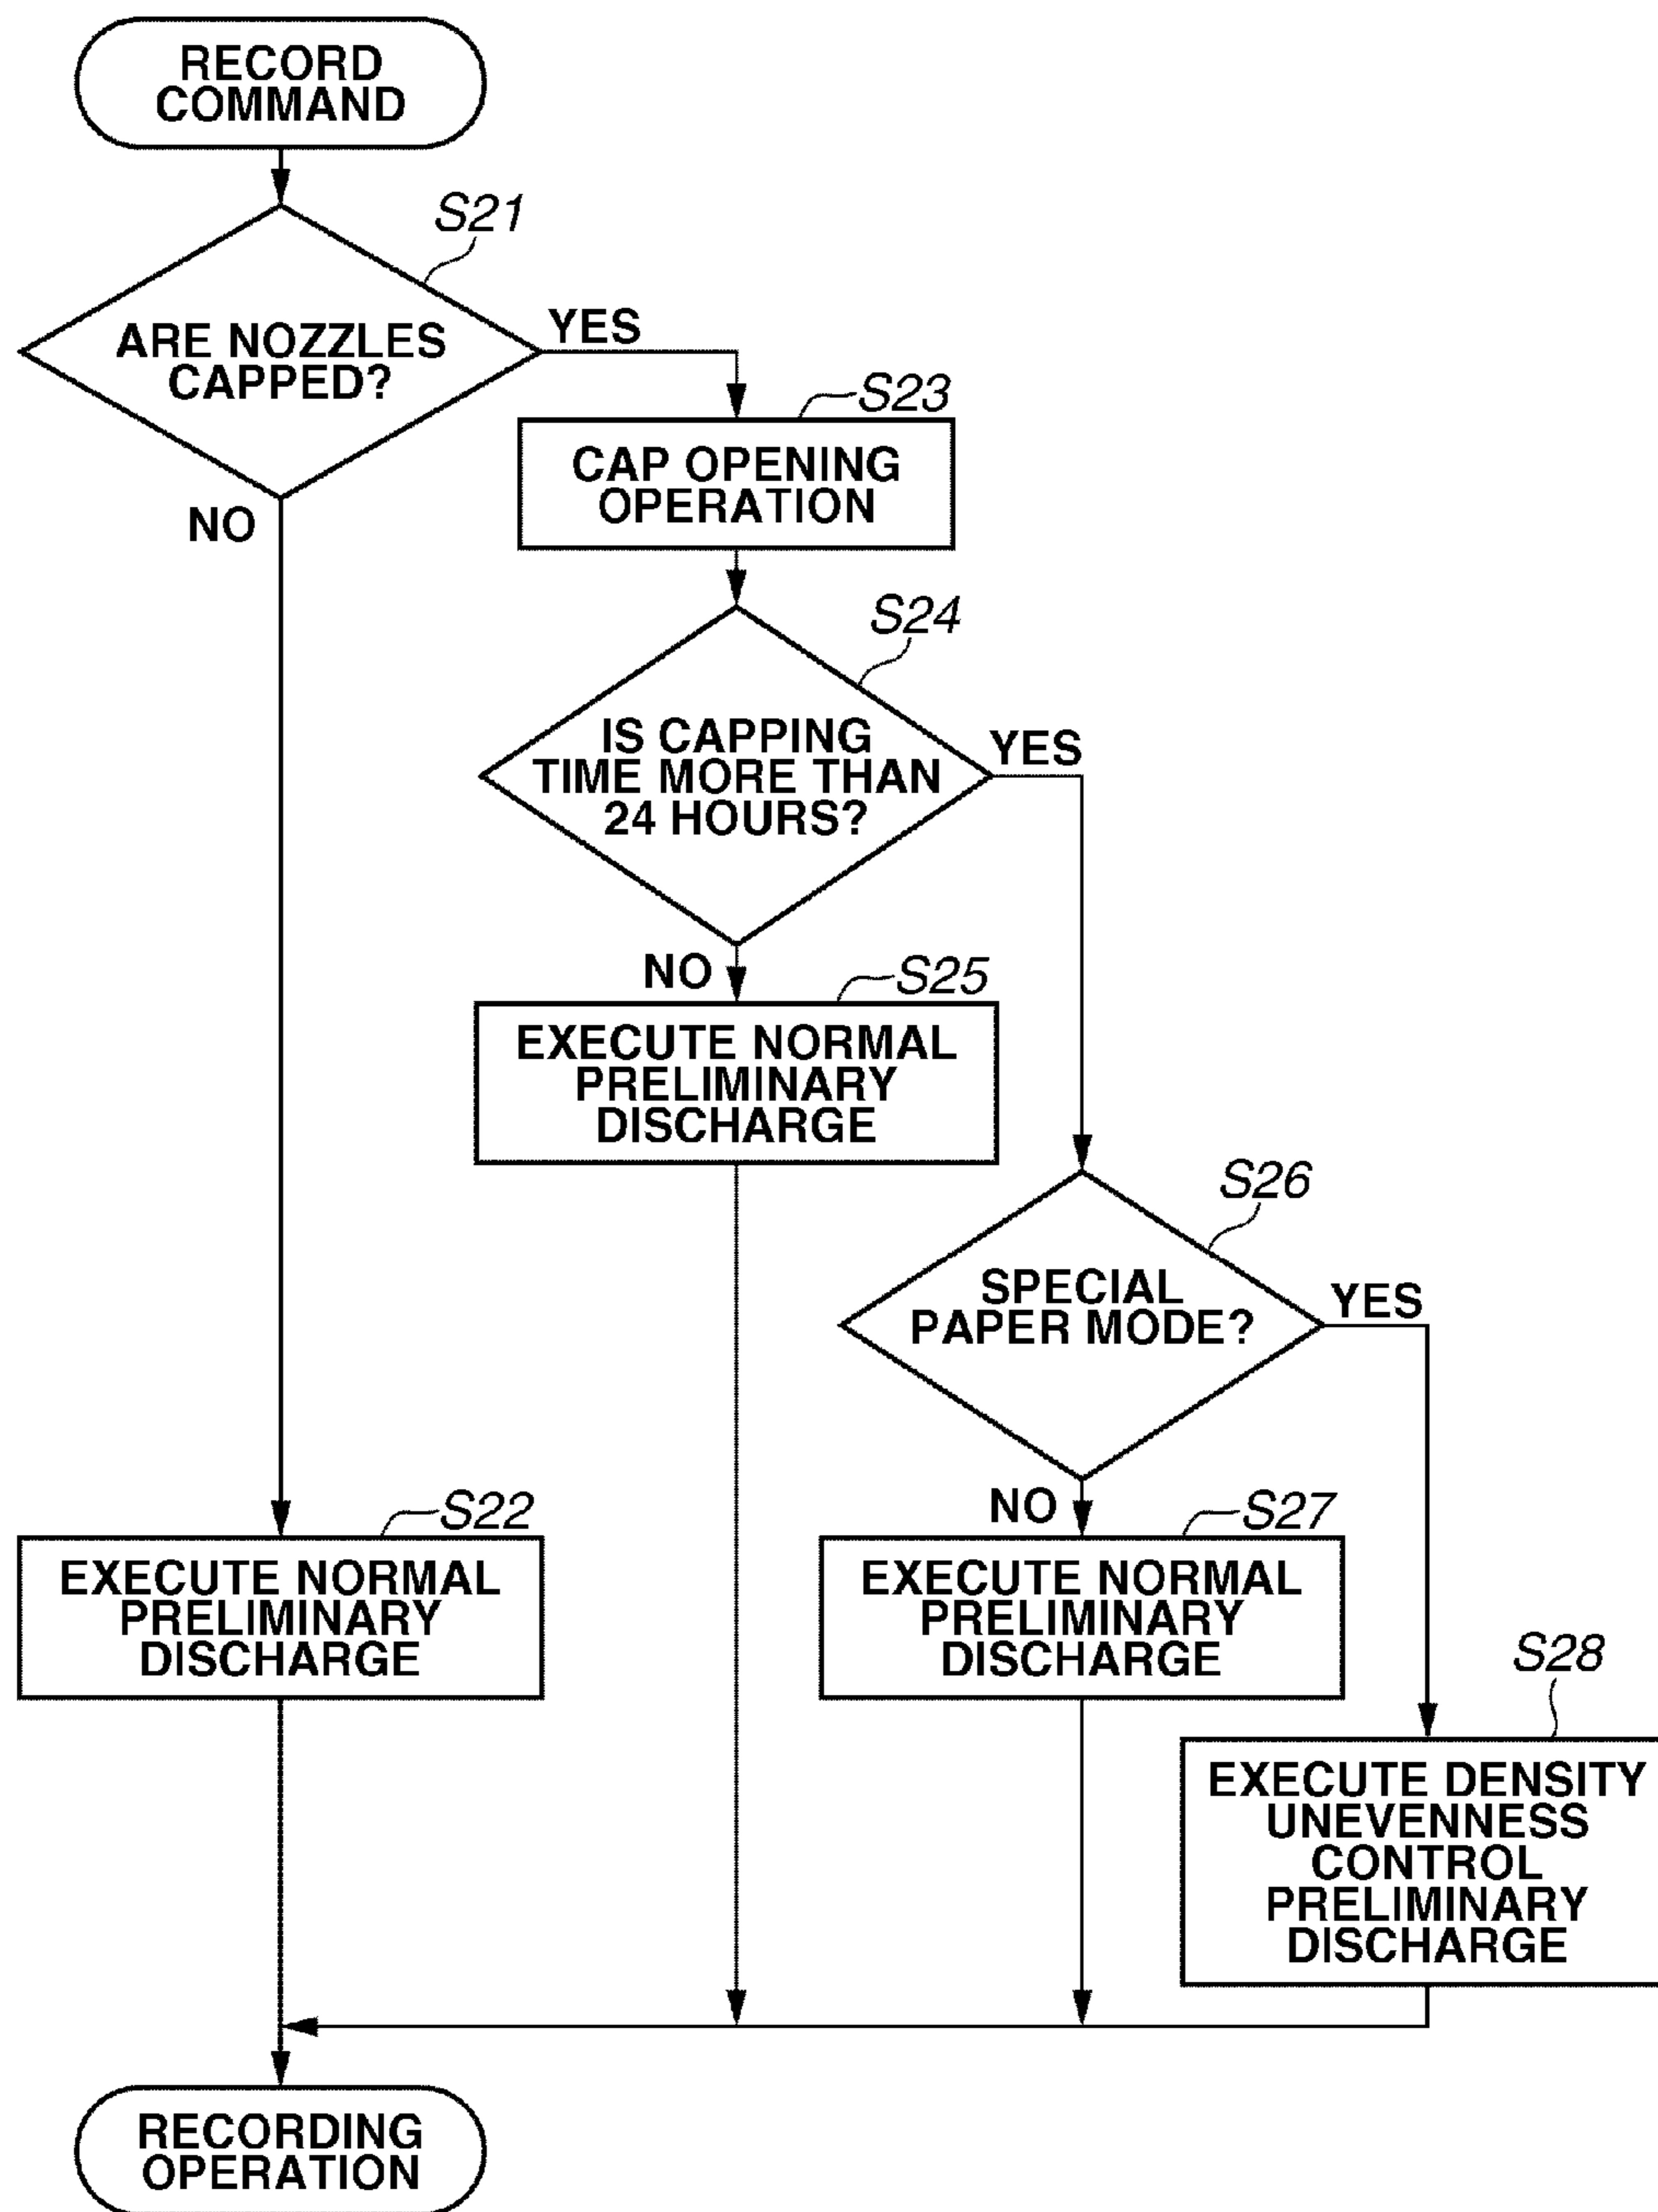 RECORD
COMMAND
S21
ARE NOZZLES
CAPPED?
YES
NO
S23
CAP OPENING
OPERATION
S24
IS CAPPING
TIME MORE THAN
24 HOURS?
YES
NO
S25
EXECUTE NORMAL
PRELIMINARY
DISCHARGE
S26
SPECIAL
PAPER MODE?
YES
NO
S22
EXECUTE NORMAL
PRELIMINARY
DISCHARGE
S27
EXECUTE NORMAL
PRELIMINARY
DISCHARGE
S28
EXECUTE DENSITY
UNEVENNESS
CONTROL
PRELIMINARY
DISCHARGE
RECORDING
OPERATION